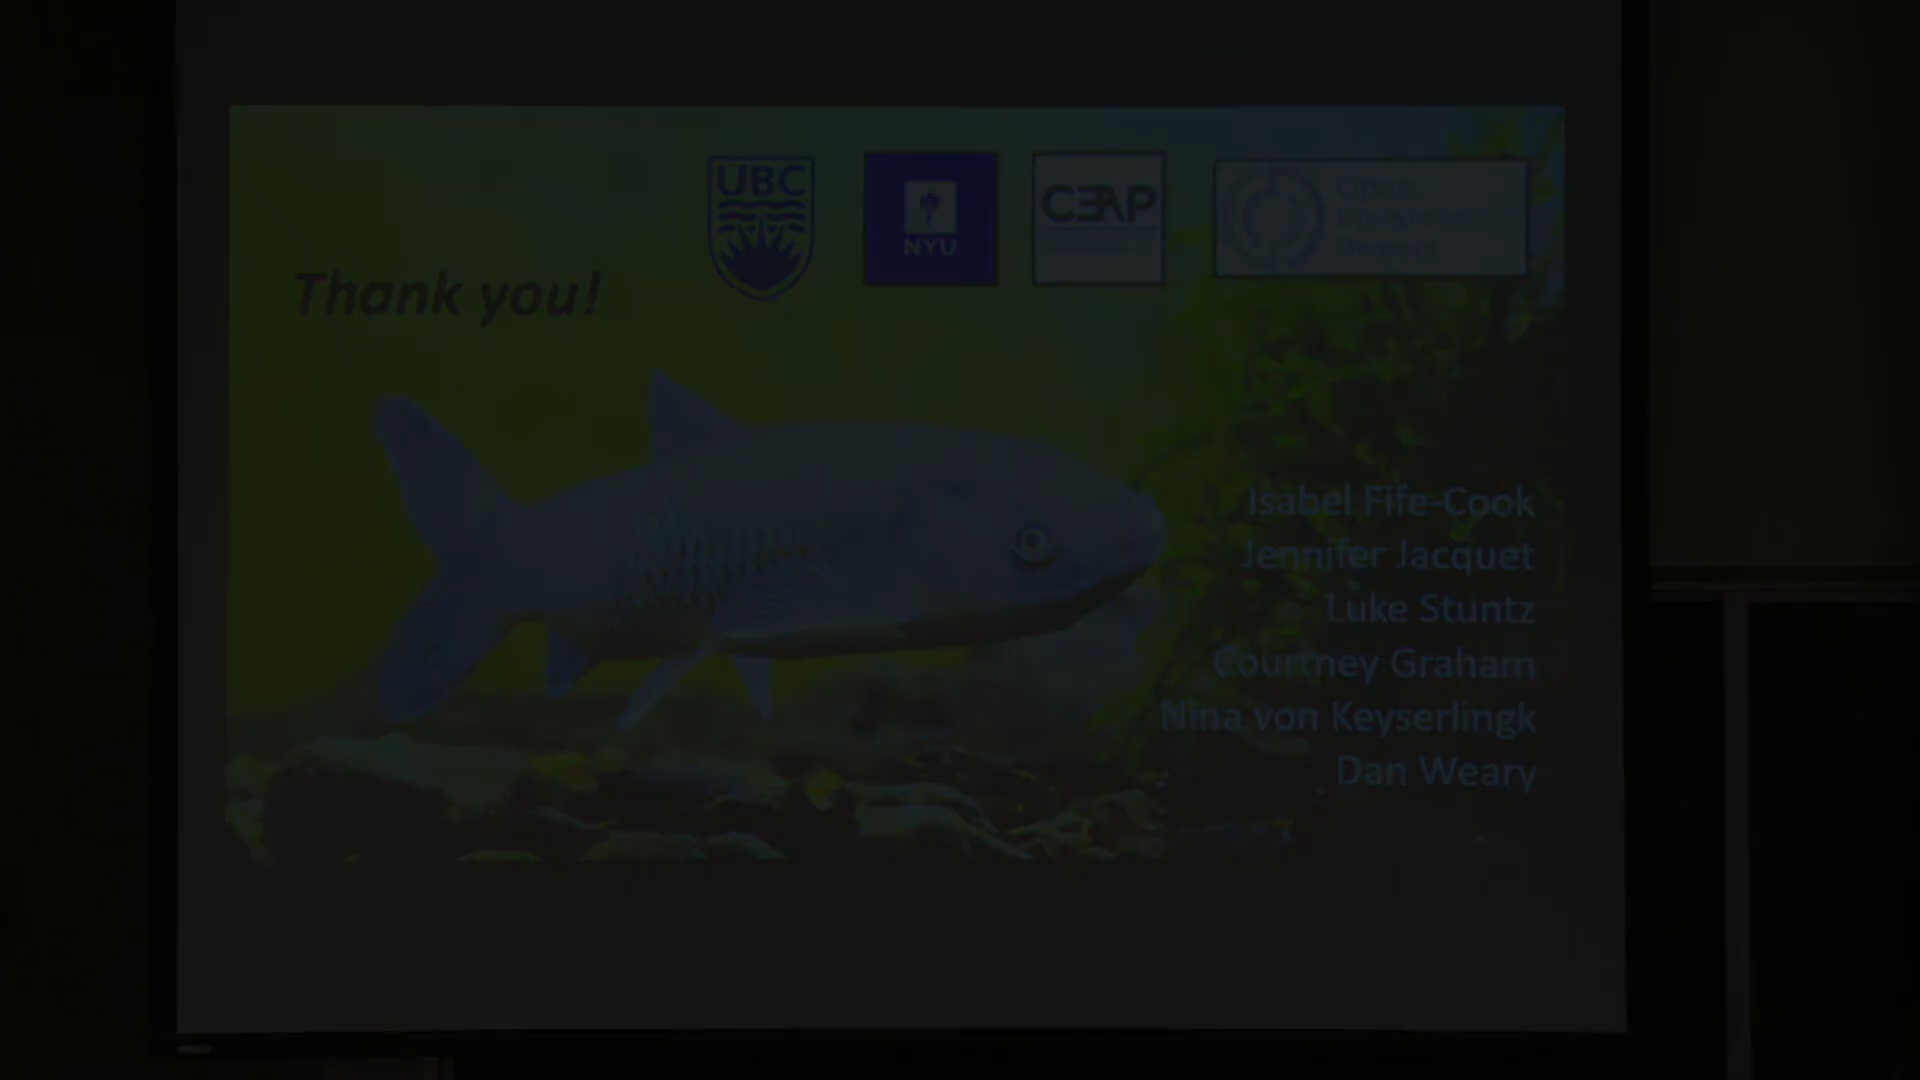 UBC
NYU
CEAP
Thank you!
Isabel Fife-Cook
Jennifer Jacquet
Luke Stuntz
Courtney Graham
Nina von Keyserlingk
Dan Weary